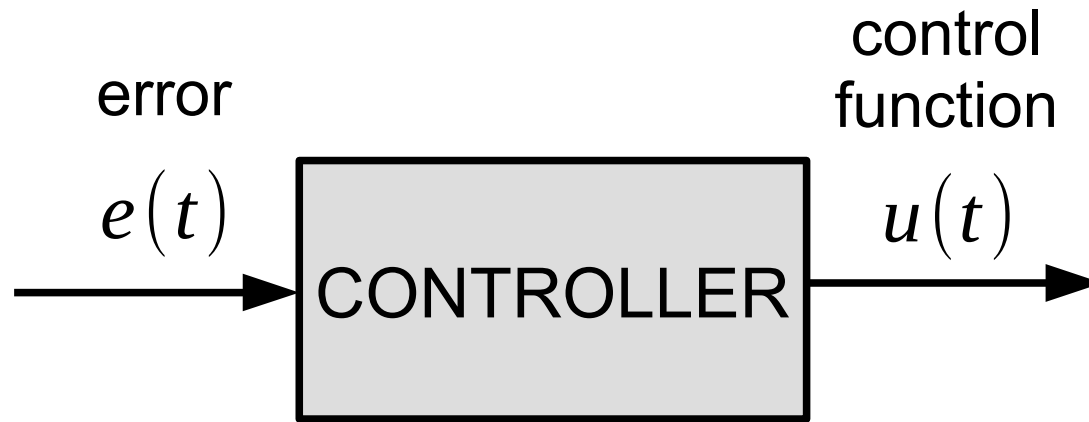 error
e(t)
CONTROLLER
control
function
u(t)